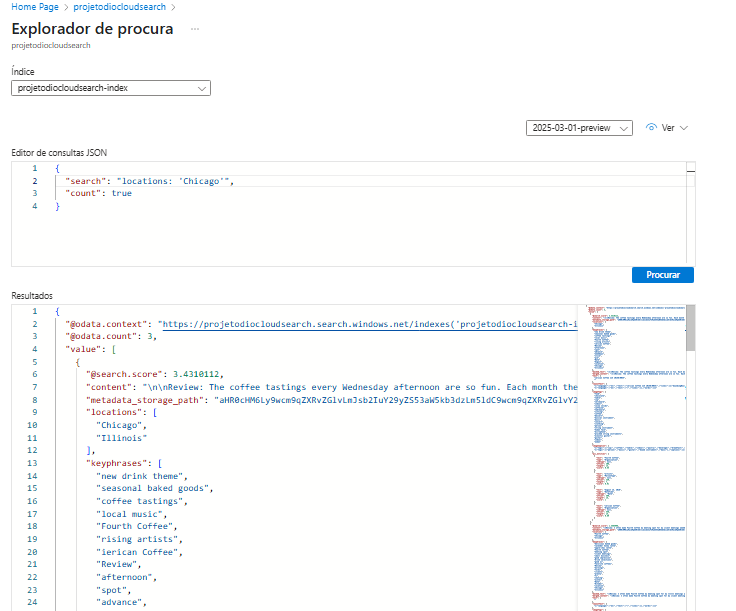 Home Page > projetodiocloudsearch >
Explorador de procura ...
projetodiocloudsearch
Índice
projetodiocloudsearch-index
2025-03-01-preview
Ver
Editor de consultas JSON
1 {
2 "search": "locations: 'Chicago'",
3 "count": true
4 }
Procurar
Resultados
1 {
2 "@odata.context": "https://projetodiocloudsearch.search.windows.net/indexes('projetodiocloudsearch-i
3 "@odata.count": 3,
4 "value": [
5 {
6 "@search.score": 3.4310112,
7 "content": "\n\nReview: The coffee tastings every Wednesday afternoon are so fun. Each month the
8 "metadata_storage_path": "aHR0cHM6Ly9wcm9qZXRvZGlvLmJsb2IuY29yZS53aW5kb3dzLm5ldC9wcm9qZXRvZGlvY2
9 "locations": [
10 "Chicago",
11 "Illinois"
12 ],
13 "keyphrases": [
14 "new drink theme",
15 "seasonal baked goods",
16 "coffee tastings",
17 "local music",
18 "Fourth Coffee",
19 "rising artists",
20 "ierican Coffee",
21 "Review",
22 "afternoon",
23 "spot",
24 "advance",